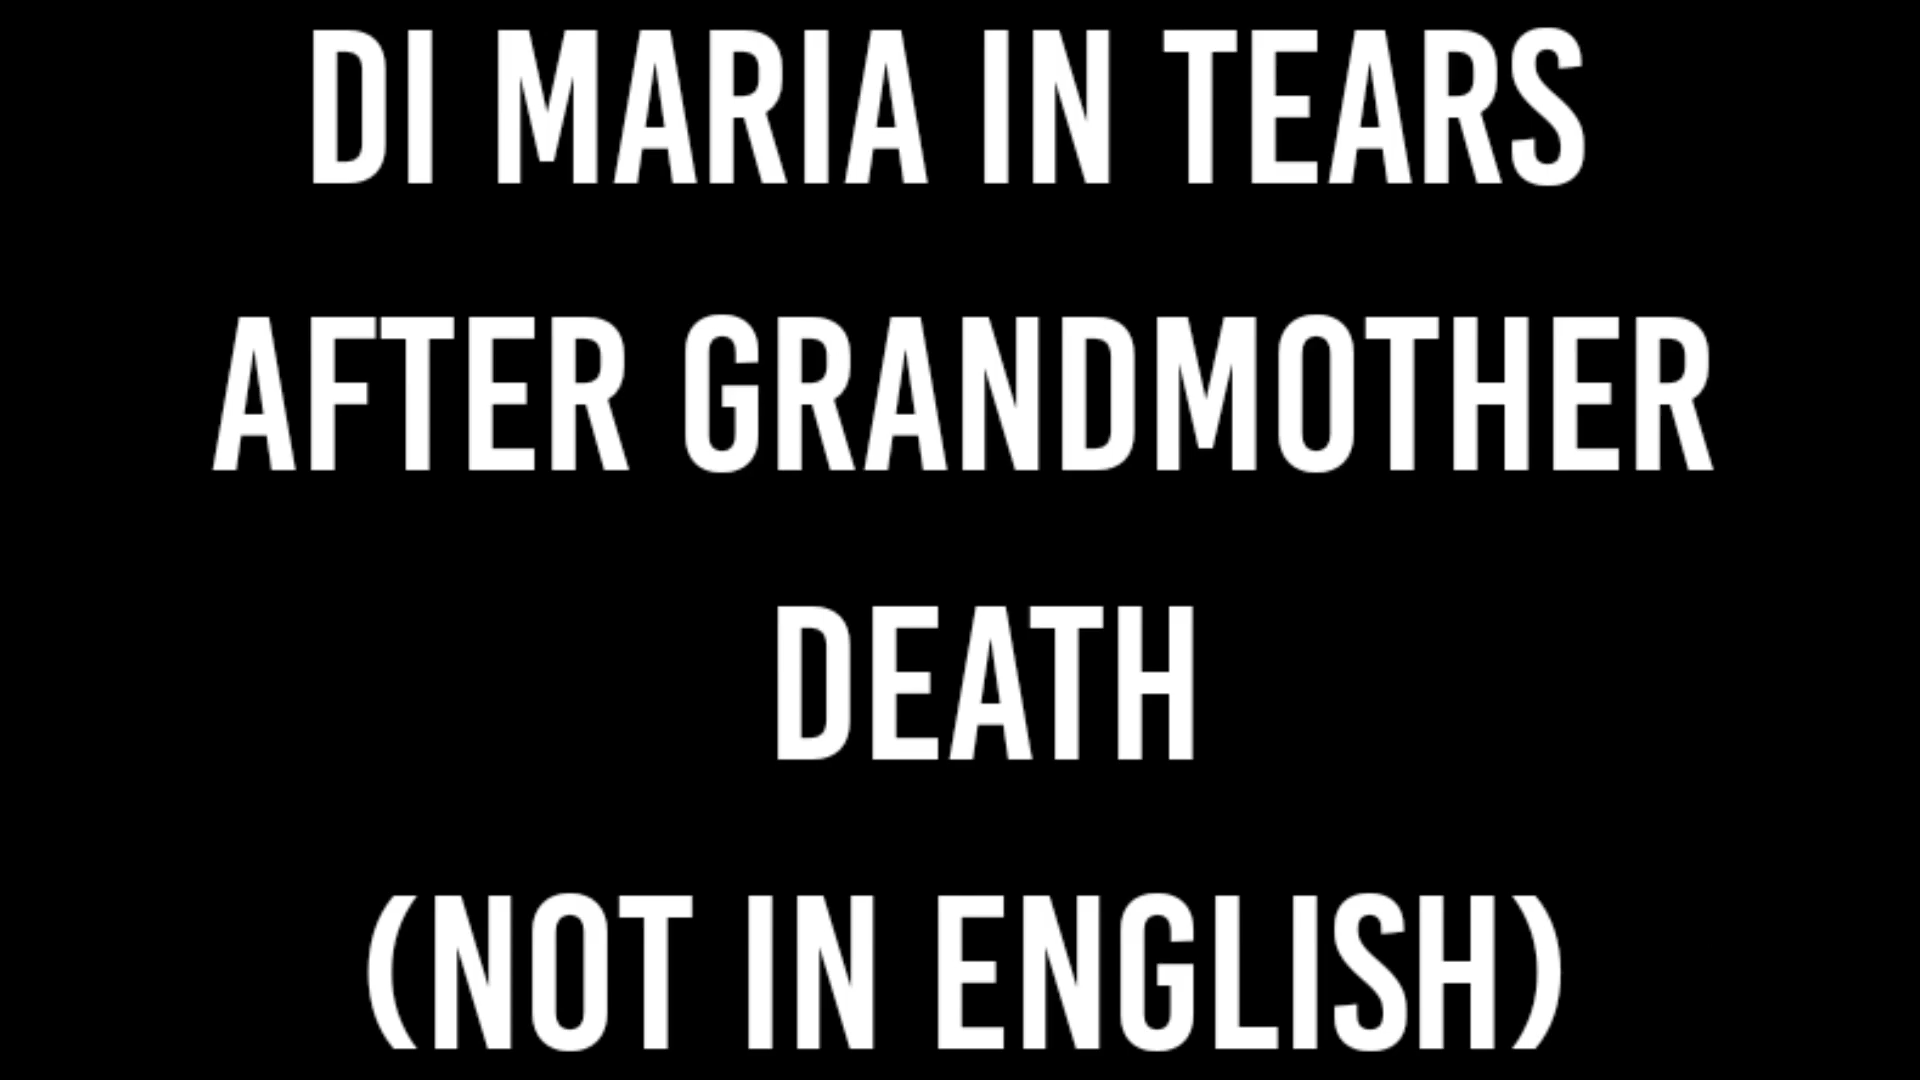 DI MARIA IN TEARS
AFTER GRANDMOTHER
DEATH
(NOT IN ENGLISH)